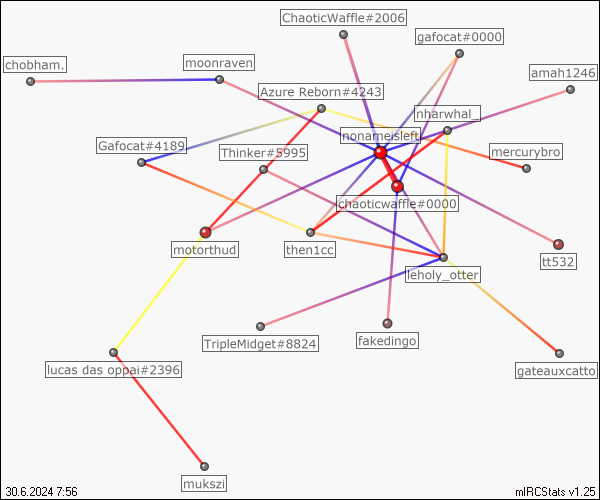 ChaoticWaffle#2006
gafocat#0000
chobham.
moonraven
amah1246
Azure Reborn#4243
nharwhal_
nonameisleft
Gafocat#4189
Thinker#5995
mercurybro
chaoticwaffle#0000
motorthud
then1cc
tt532
leholy_otter
TripleMidget#8824
fakedingo
lucas das oppai#2396
gateauxcatto
mukszi
30.6.2024 7:56
mIRCStats v1.25